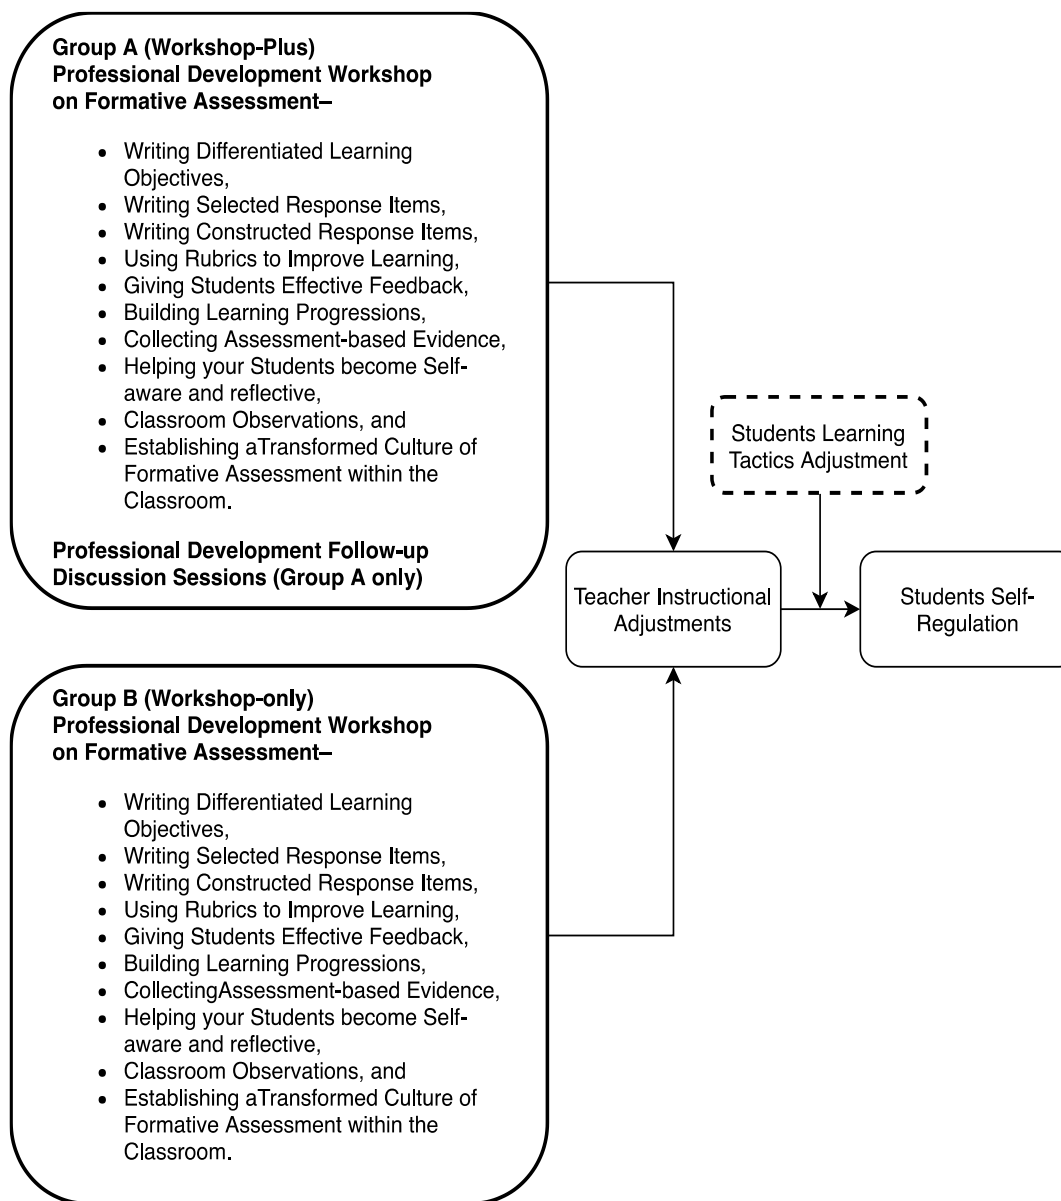 Group A (Workshop-Plus)
Professional Development Workshop
on Formative Assessment–
• Writing Differentiated Learning
Objectives,
• Writing Selected Response Items,
• Writing Constructed Response Items,
• Using Rubrics to Improve Learning,
• Giving Students Effective Feedback,
• Building Learning Progressions,
• Collecting Assessment-based Evidence,
• Helping your Students become Self-
aware and reflective,
• Classroom Observations, and
• Establishing aTransformed Culture of
Formative Assessment within the
Classroom.
Professional Development Follow-up
Discussion Sessions (Group A only)
Group B (Workshop-only)
Professional Development Workshop
on Formative Assessment–
• Writing Differentiated Learning
Objectives,
• Writing Selected Response Items,
• Writing Constructed Response Items,
• Using Rubrics to Improve Learning,
• Giving Students Effective Feedback,
• Building Learning Progressions,
• CollectingAssessment-based Evidence,
• Helping your Students become Self-
aware and reflective,
• Classroom Observations, and
• Establishing aTransformed Culture of
Formative Assessment within the
Classroom.
Teacher Instructional
Adjustments
Students Learning
Tactics Adjustment
Students Self-
Regulation